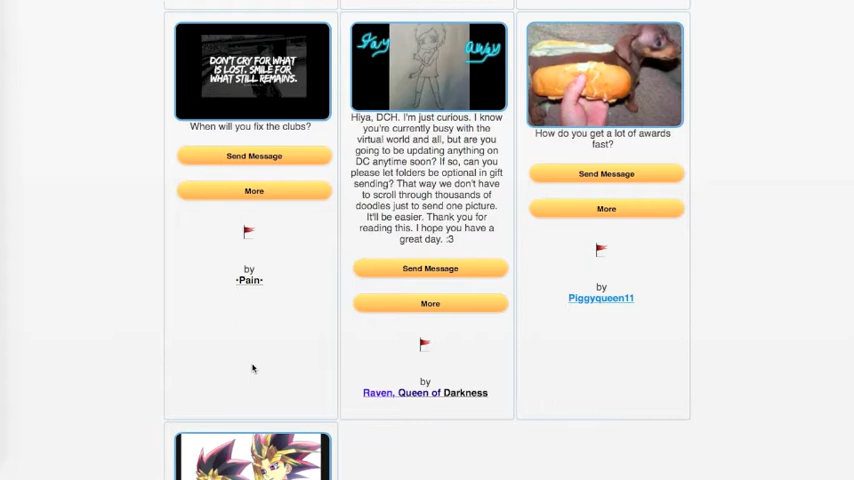 DON'T CRY FOR WHAT
IS LOST. SMILE FOR
WHAT STILL REMAINS.
When will you fix the clubs?
Send Message
More
by
•Pain•
Stay away
Hiya, DCH. I'm just curious. I know
you're currently busy with the
virtual world and all, but are you
going to be updating anything on
DC anytime soon? If so, can you
please let folders be optional in gift
sending? That way we don't have
to scroll through thousands of
doodles just to send one picture.
It'll be easier. Thank you for
reading this. I hope you have a
great day. :3
Send Message
More
by
Raven, Queen of Darkness
How do you get a lot of awards
fast?
Send Message
More
by
Piggyqueen11